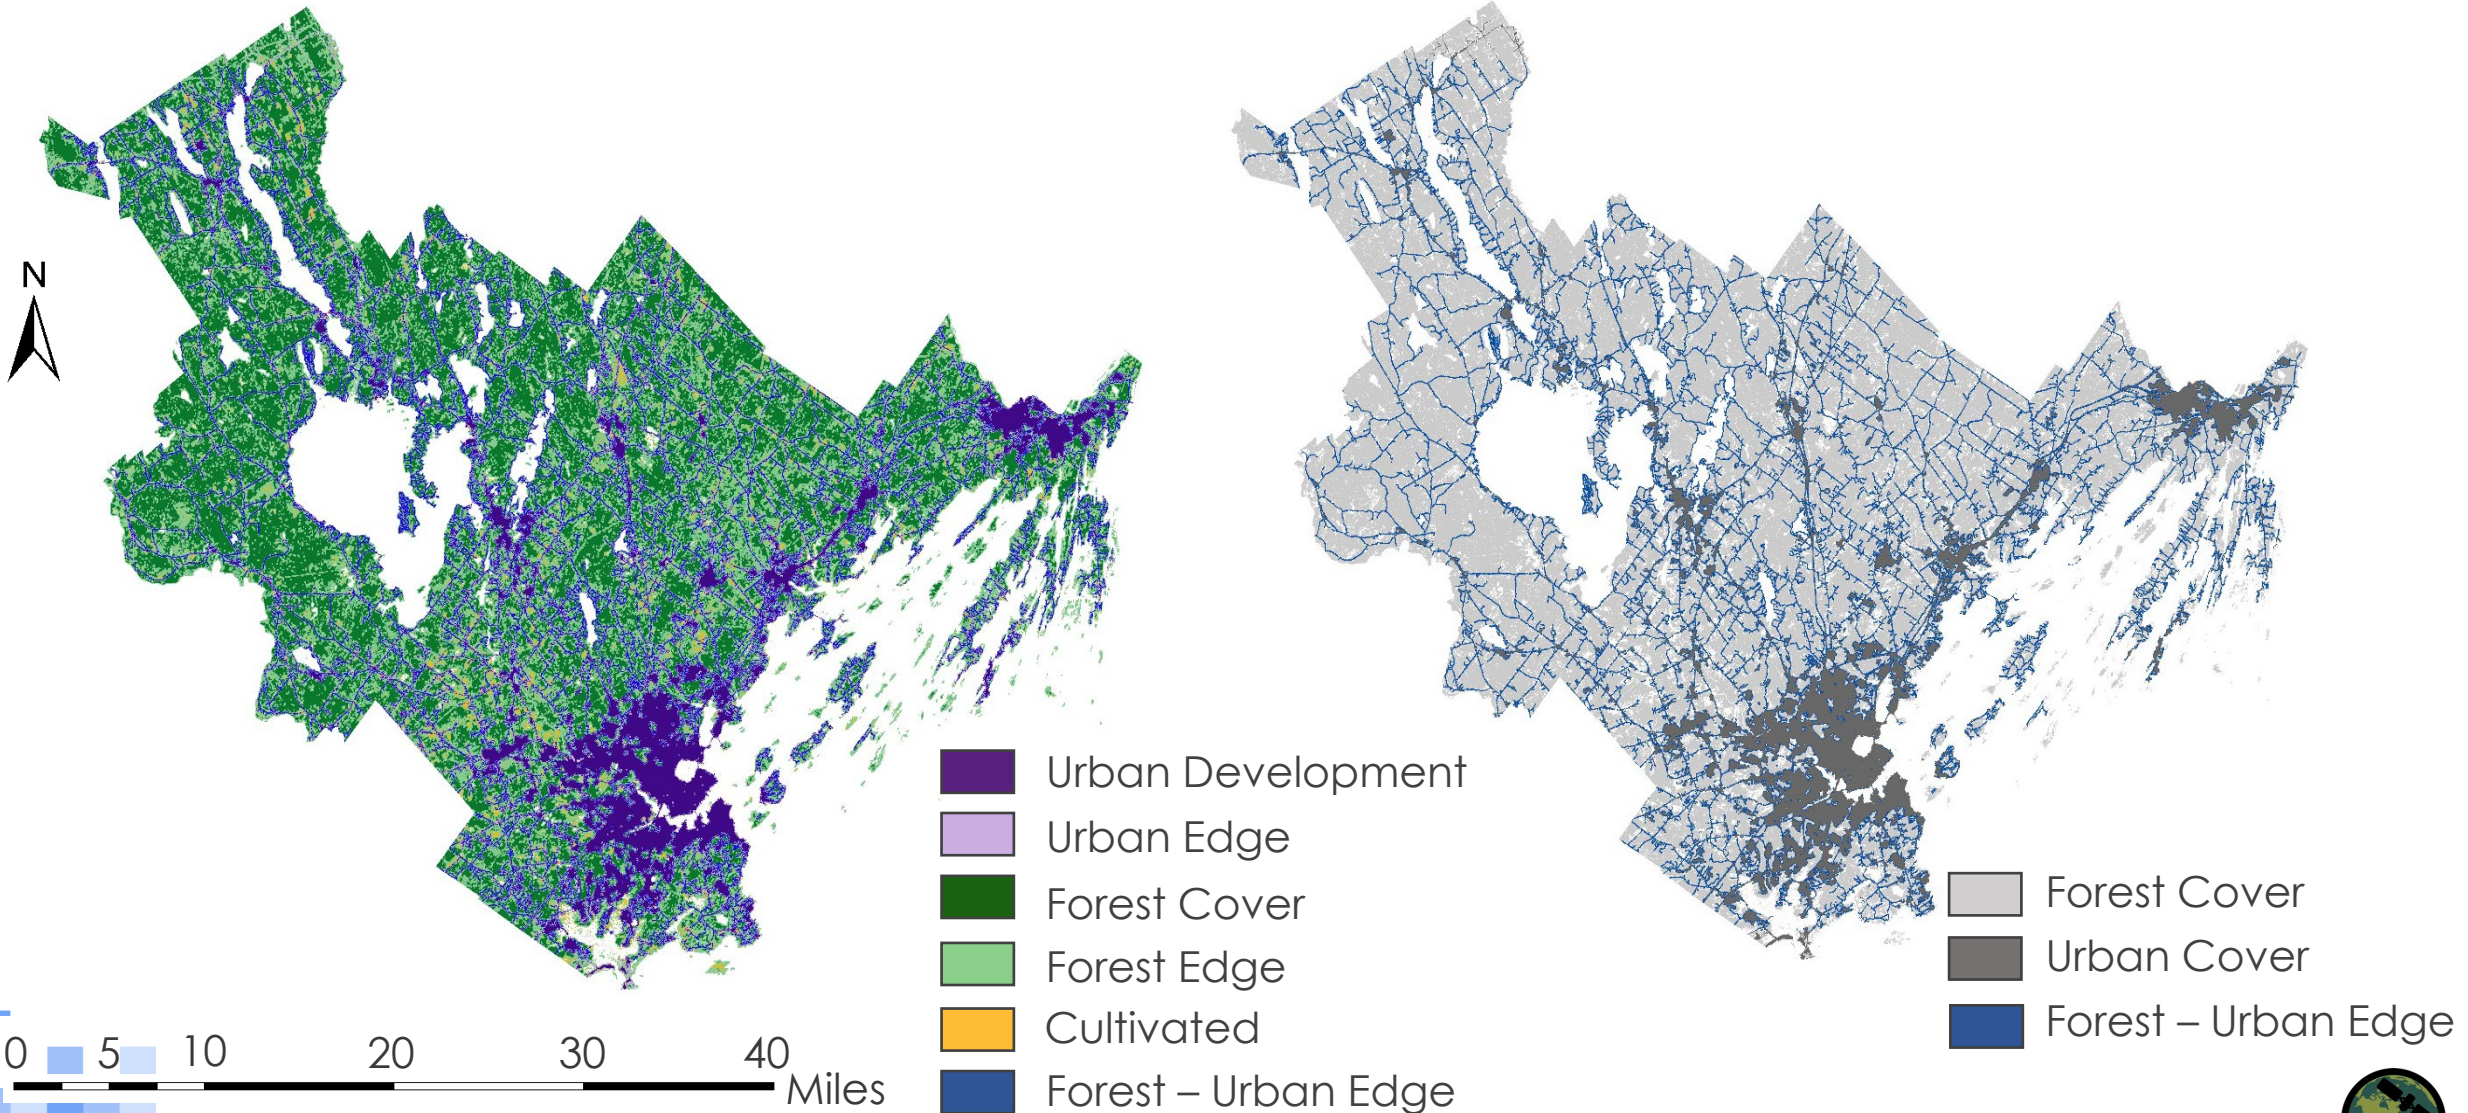 N
Urban Development
Urban Edge
Forest Cover
Forest Edge
Cultivated
Forest – Urban Edge
Forest Cover
Urban Cover
Forest – Urban Edge
0 5 10 20 30 40
Miles